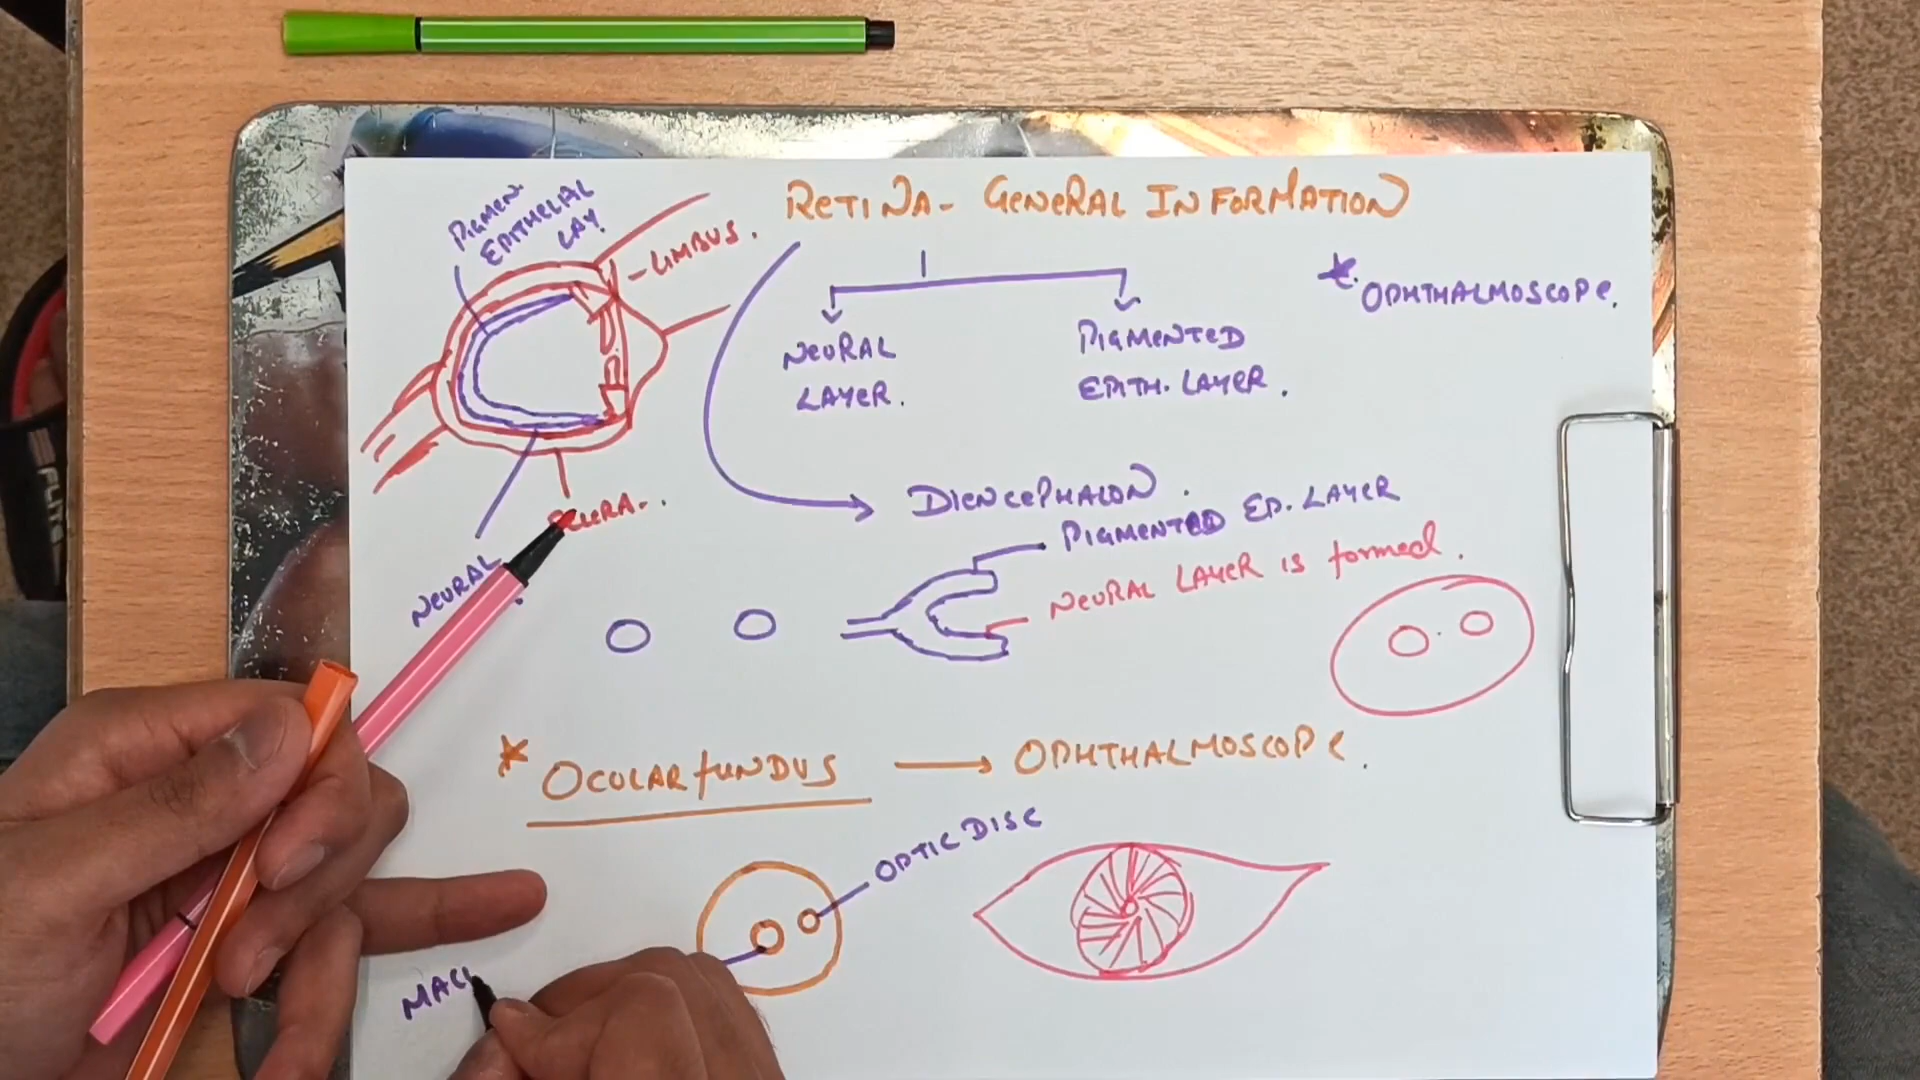 RETINA - GENERAL INFORMATION
PIGMEN
EPITHELIAL
LAY.
- LIMBUS.
* OPHTHALMOSCOPE.
NEURAL
LAYER.
PIGMENTED
EPITH. LAYER.
SCLERA..
NEURAL
DIENCEPHALON.
PIGMENTED EP. LAYER
NEURAL LAYER IS formed.
* OCULAR fUNDUS → OPHTHALMOSCOPE.
OPTIC DISC
MACU